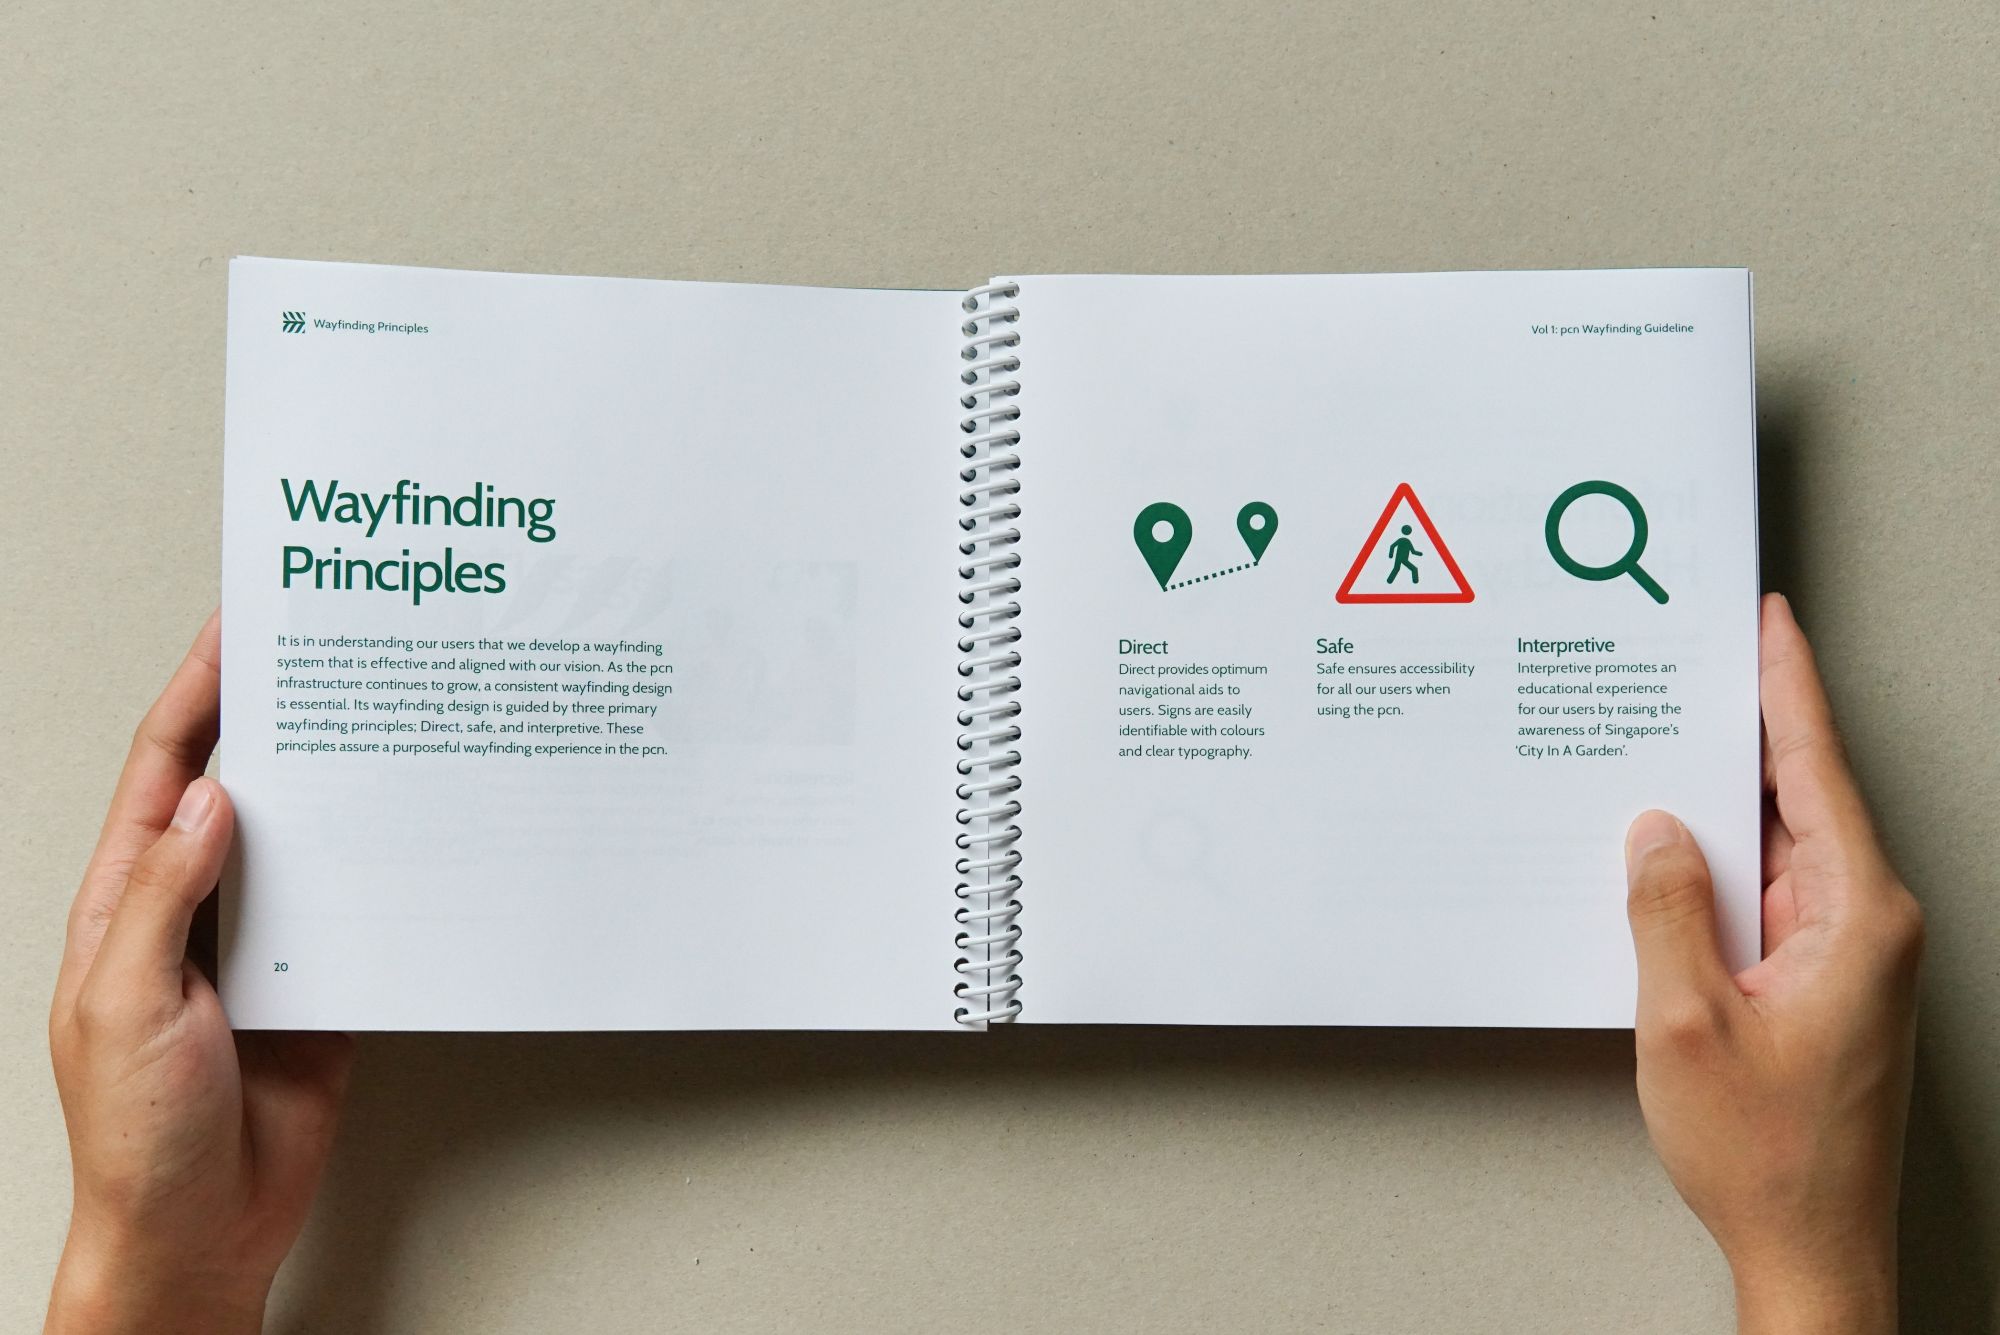 Wayfinding Principles
Wayfinding
Principles
It is in understanding our users that we develop a wayfinding
system that is effective and aligned with our vision. As the pcn
infrastructure continues to grow, a consistent wayfinding design
is essential. Its wayfinding design is guided by three primary
wayfinding principles; Direct, safe, and interpretive. These
principles assure a purposeful wayfinding experience in the pcn.
20
Vol 1: pcn Wayfinding Guideline
Direct
Direct provides optimum
navigational aids to
users. Signs are easily
identifiable with colours
and clear typography.
Safe
Safe ensures accessibility
for all our users when
using the pcn.
Interpretive
Interpretive promotes an
educational experience
for our users by raising the
awareness of Singapore's
‘City In A Garden’.